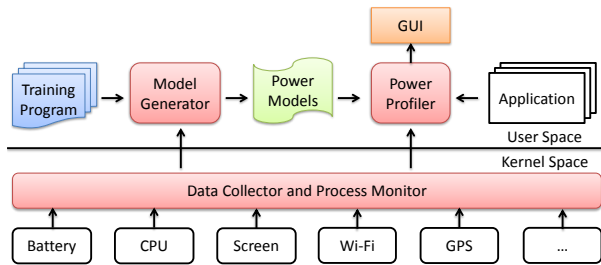 GUI
Training
Program
Model
Generator
Power
Models
Power
Profiler
Application
User Space
Kernel Space
Data Collector and Process Monitor
Battery
CPU
Screen
Wi-Fi
GPS
...